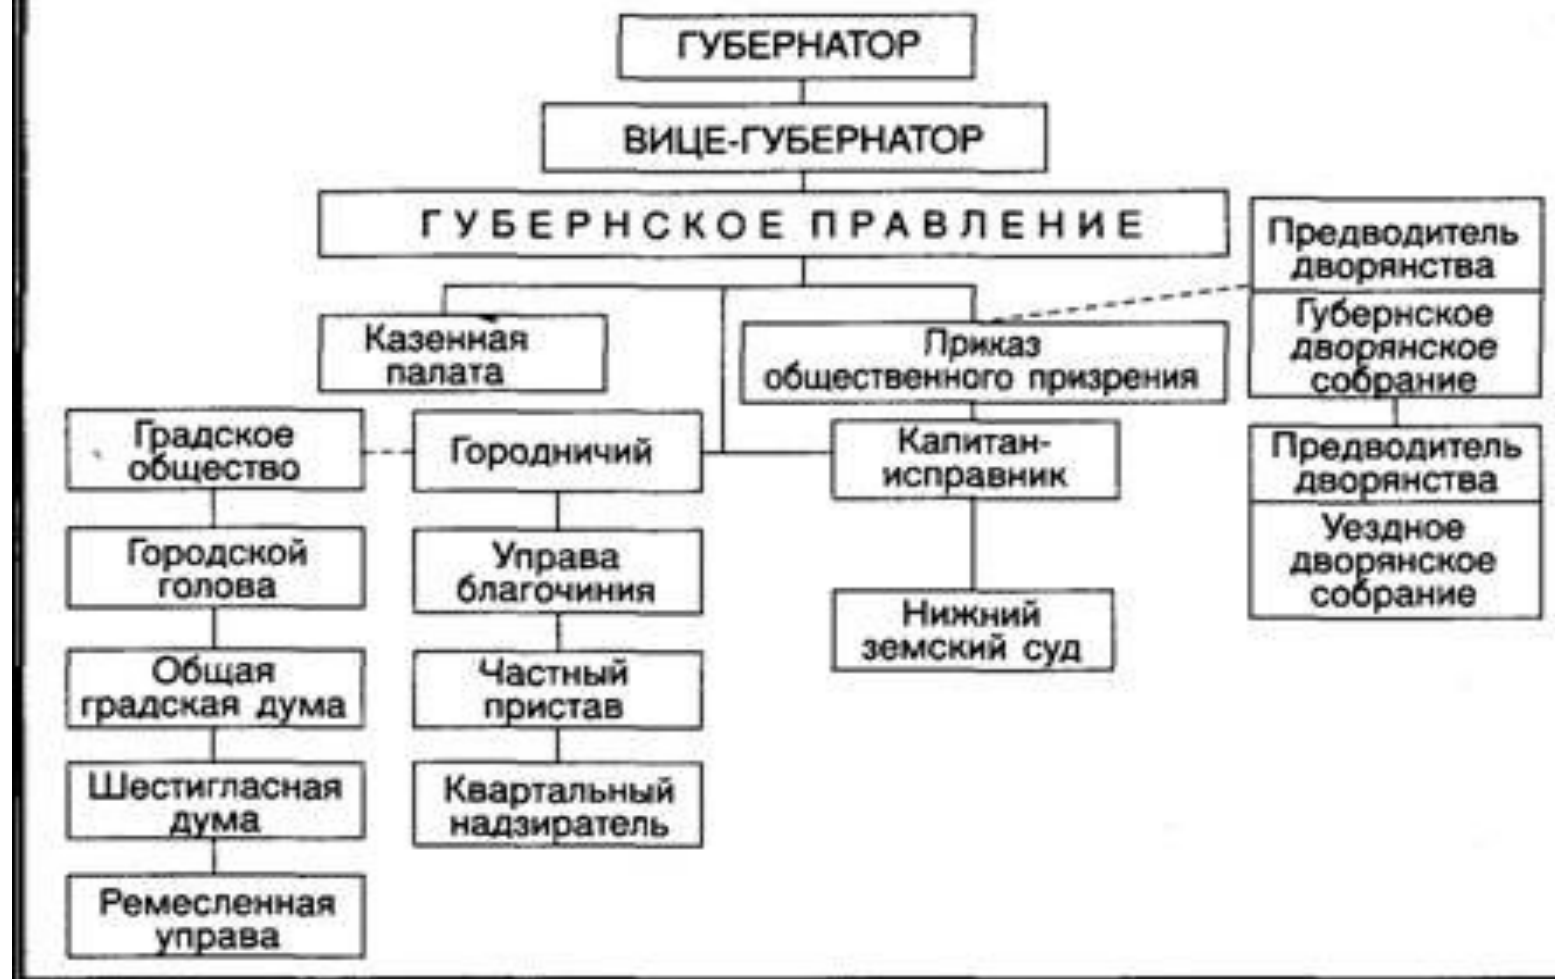 ГУБЕРНАТОР
ВИЦЕ-ГУБЕРНАТОР
ГУБЕРНСКОЕ ПРАВЛЕНИЕ
Предводитель
дворянства
Губернское
дворянское
собрание
Казенная
палата
Приказ
общественного призрения
Градское
общество
Городничий
Капитан-
исправник
Предводитель
дворянства
Уездное
дворянское
собрание
Городской
голова
Управа
благочиния
Нижний
земский суд
Общая
градская дума
Частный
пристав
Шестигласная
дума
Квартальный
надзиратель
Ремесленная
управа